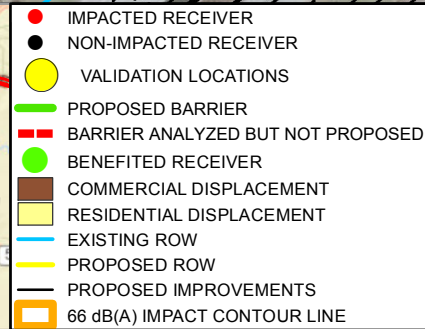 IMPACTED RECEIVER
NON-IMPACTED RECEIVER
VALIDATION LOCATIONS
PROPOSED BARRIER
BARRIER ANALYZED BUT NOT PROPOSED
BENEFITED RECEIVER
COMMERCIAL DISPLACEMENT
RESIDENTIAL DISPLACEMENT
EXISTING ROW
PROPOSED ROW
PROPOSED IMPROVEMENTS
66 dB(A) IMPACT CONTOUR LINE